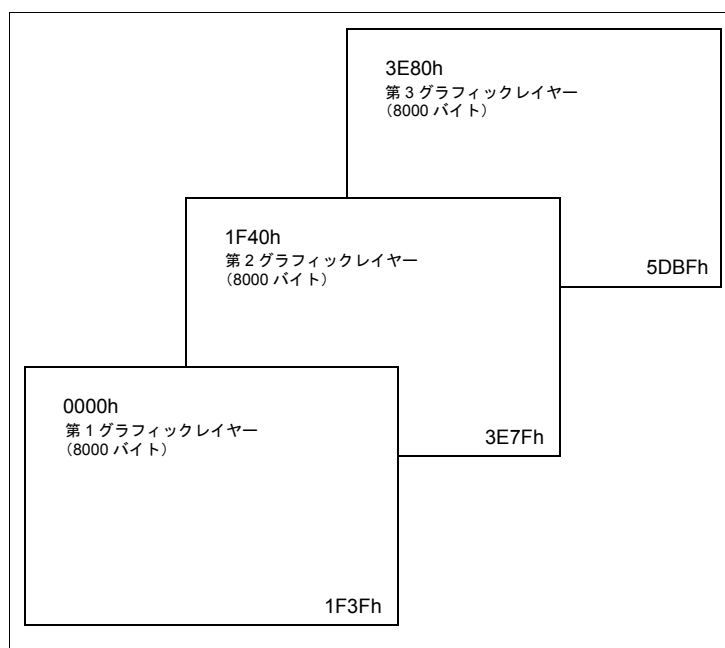 3E80h
第 3 グラフィックレイヤー
（8000 バイト）
5DBFh
1F40h
第 2 グラフィックレイヤー
（8000 バイト）
3E7Fh
0000h
第 1 グラフィックレイヤー
（8000 バイト）
1F3Fh